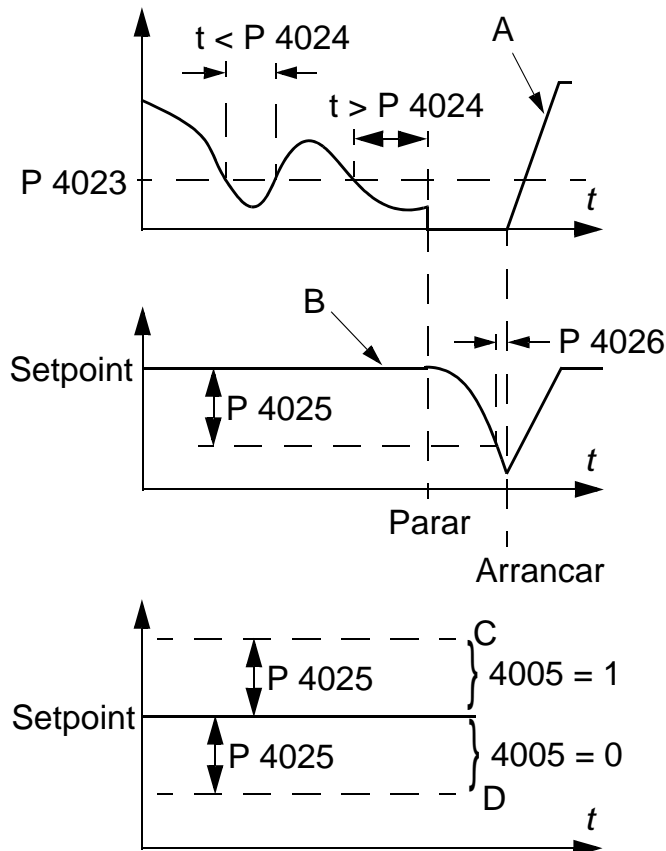 t < P 4024
A
t > P 4024
P 4023
t
B
P 4026
Setpoint
P 4025
t
Parar
Arrancar
C
P 4025
4005 = 1
Setpoint
P 4025
4005 = 0
D
t